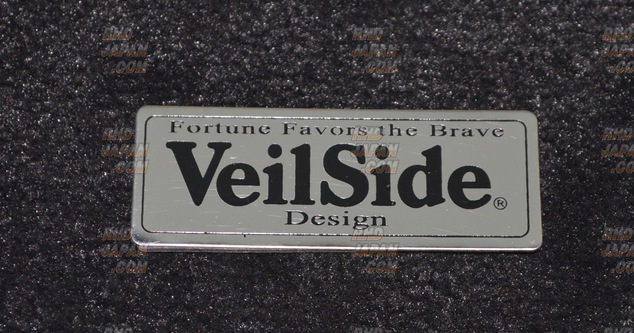 Fortune Favors the Brave
VeilSide®
Design